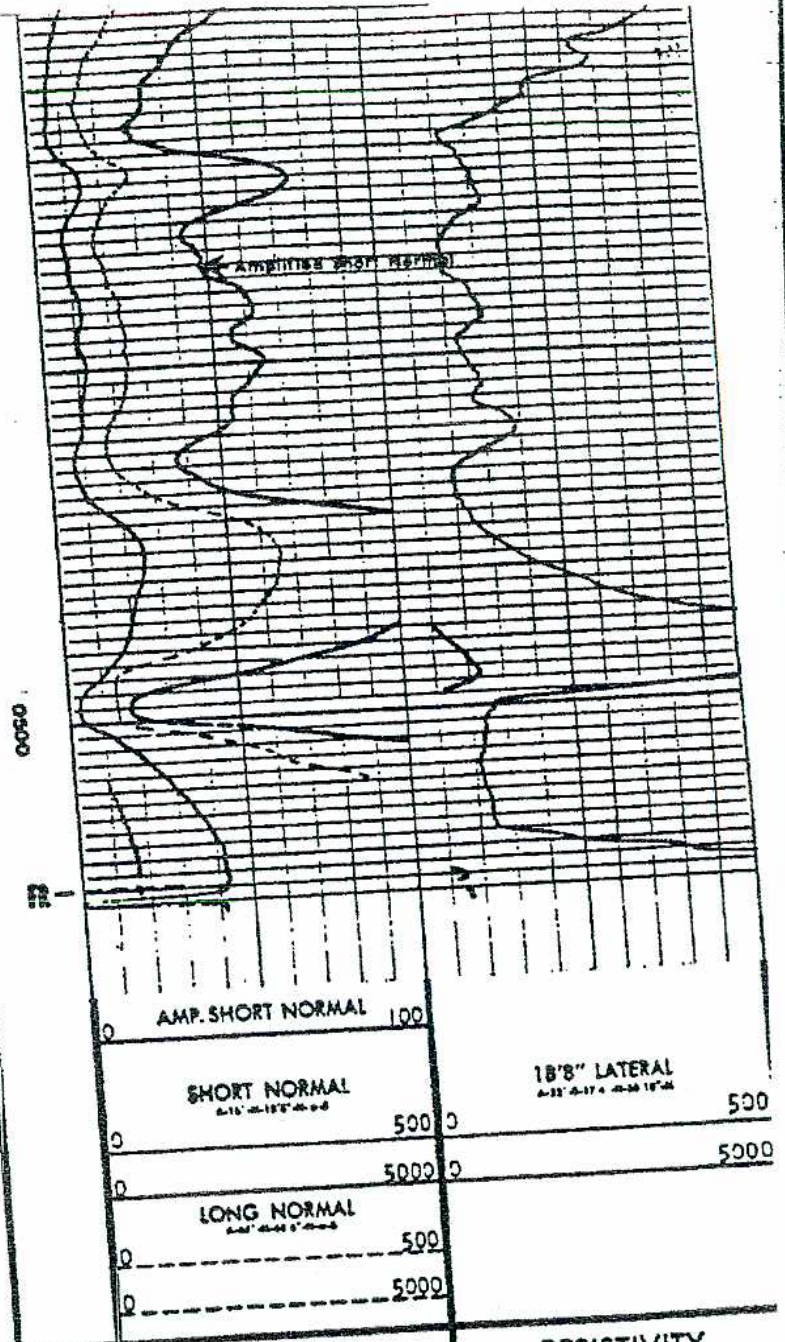 Amplified Short Normal
0500
AMP. SHORT NORMAL
0 100
SHORT NORMAL
0 500
0 5000
LONG NORMAL
0 500
0 5000
18'8" LATERAL
0 500
0 5000
RESISTIVITY